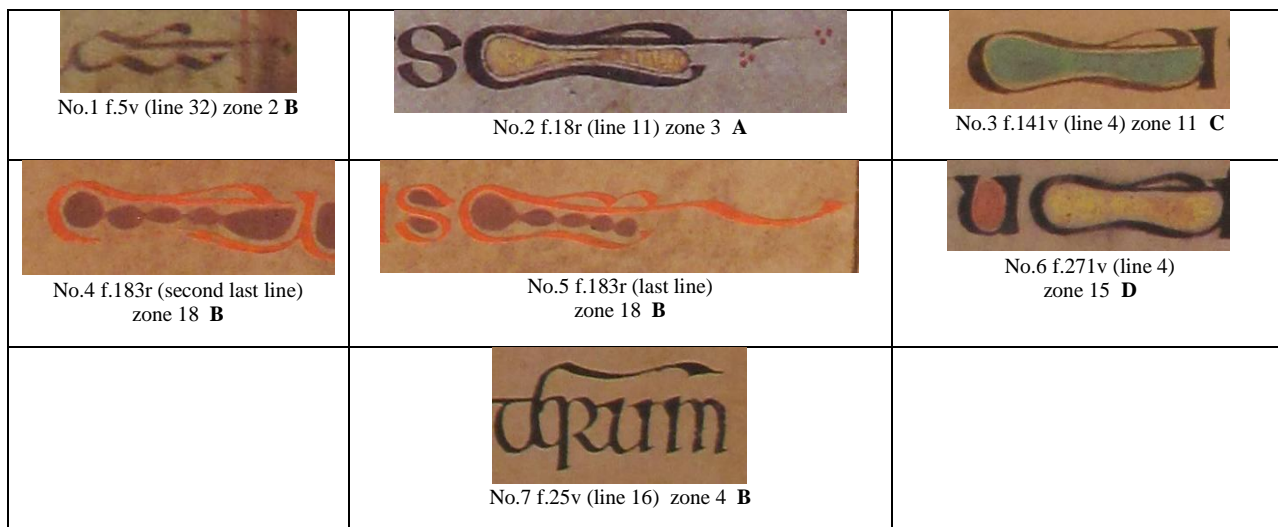 No.1 f.5v (line 32) zone 2 B
s
No.2 f.18r (line 11) zone 3 A
No.3 f.141v (line 4) zone 11 C
No.4 f.183r (second last line)
zone 18 B
s
No.5 f.183r (last line)
zone 18 B
u
No.6 f.271v (line 4)
zone 15 D
No.7 f.25v (line 16) zone 4 B